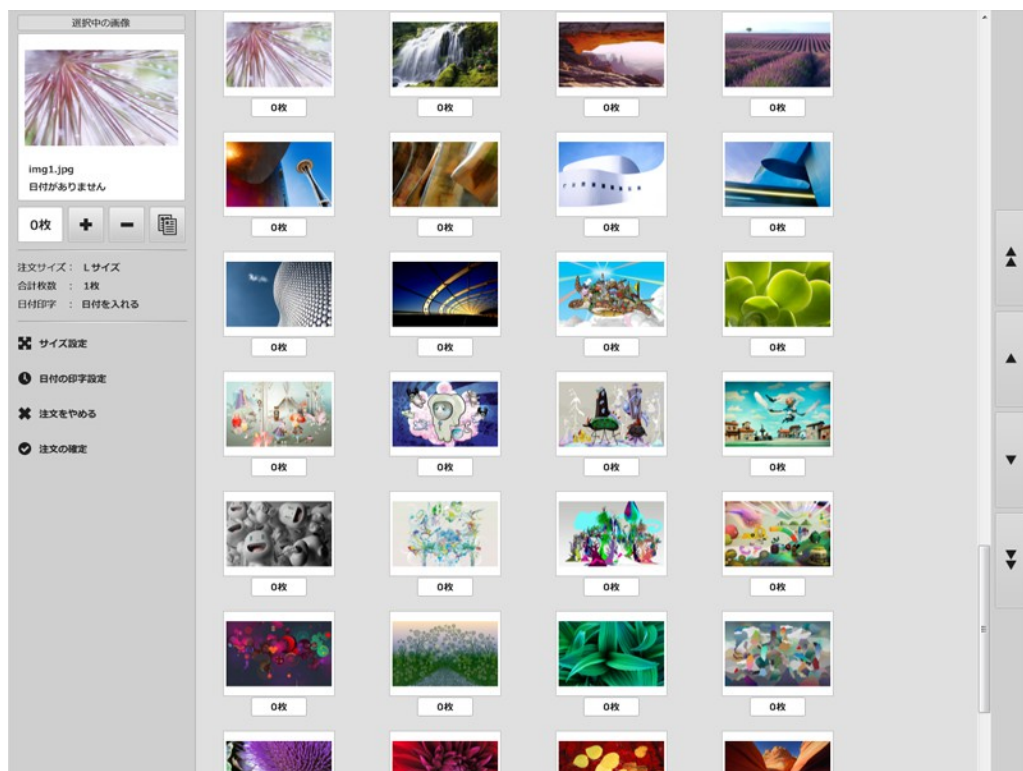 選択中の画像
img1.jpg
日付がありません
0枚
注文サイズ： Lサイズ
合計枚数 ： 1枚
日付印字 ： 日付を入れる
サイズ設定
日付の印字設定
注文をやめる
注文の確定
0枚 0枚 0枚 0枚
0枚 0枚 0枚 0枚
0枚 0枚 0枚 0枚
0枚 0枚 0枚 0枚
0枚 0枚 0枚 0枚
0枚 0枚 0枚 0枚